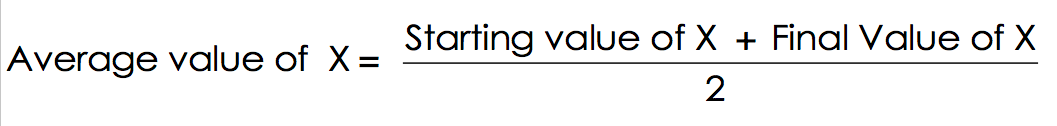 Average value of X = Starting value of X + Final Value of X
2